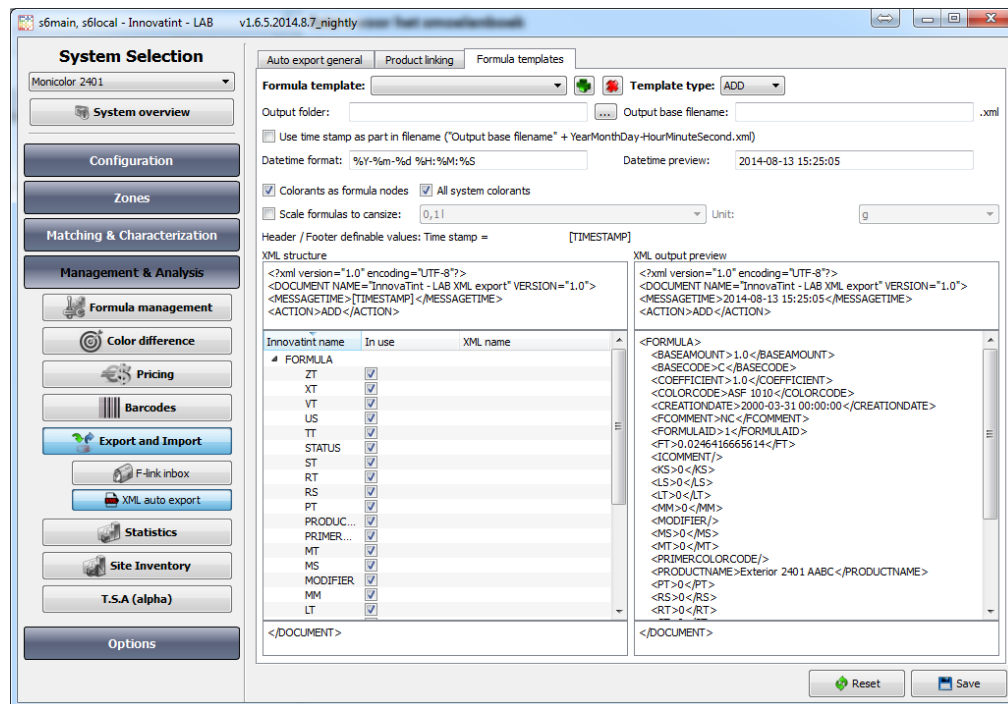 s6main, s6local - Innovatint - LAB v1.6.5.2014.8.7_nightly voor het smoelenboek
System Selection
Monicolor 2401
System overview
Configuration
Zones
Matching & Characterization
Management & Analysis
Formula management
Color difference
Pricing
Barcodes
Export and Import
F-link inbox
XML auto export
Statistics
Site Inventory
T.S.A (alpha)
Options
Auto export general Product linking Formula templates
Formula template: Template type: ADD
Output folder: ... Output base filename: .xml
Use time stamp as part in filename ("Output base filename" + YearMonthDay-HourMinuteSecond.xml)
Datetime format: %Y-%m-%d %H:%M:%S Datetime preview: 2014-08-13 15:25:05
Colorants as formula nodes All system colorants
Scale formulas to cansize: 0,1 l Unit: g
Header / Footer definable values: Time stamp = [TIMESTAMP]
XML structure
<?xml version="1.0" encoding="UTF-8"?>
<DOCUMENT NAME="InnovaTint - LAB XML export" VERSION="1.0">
<MESSAGETIME>[TIMESTAMP]</MESSAGETIME>
<ACTION>ADD</ACTION>
Innovatint name In use XML name
FORMULA
ZT
XT
VT
US
TT
STATUS
ST
RT
RS
PT
PRODUC...
PRIMER...
MT
MS
MODIFIER
MM
LT
</DOCUMENT>
XML output preview
<?xml version="1.0" encoding="UTF-8"?>
<DOCUMENT NAME="InnovaTint - LAB XML export" VERSION="1.0">
<MESSAGETIME>2014-08-13 15:25:05</MESSAGETIME>
<ACTION>ADD</ACTION>
<FORMULA>
<BASEAMOUNT>1.0</BASEAMOUNT>
<BASECODE>C</BASECODE>
<COEFFICIENT>1.0</COEFFICIENT>
<COLORCODE>ASF 1010</COLORCODE>
<CREATIONDATE>2000-03-31 00:00:00</CREATIONDATE>
<FCOMMENT>NC</FCOMMENT>
<FORMULAID>1</FORMULAID>
<FT>0.0246416665614</FT>
<ICOMMENT/>
<KS>0</KS>
<LS>0</LS>
<LT>0</LT>
<MM>0</MM>
<MODIFIER/>
<MS>0</MS>
<MT>0</MT>
<PRIMERCOLORCODE/>
<PRODUCTNAME>Exterior 2401 AABC</PRODUCTNAME>
<PT>0</PT>
<RS>0</RS>
<RT>0</RT>
</DOCUMENT>
Reset Save